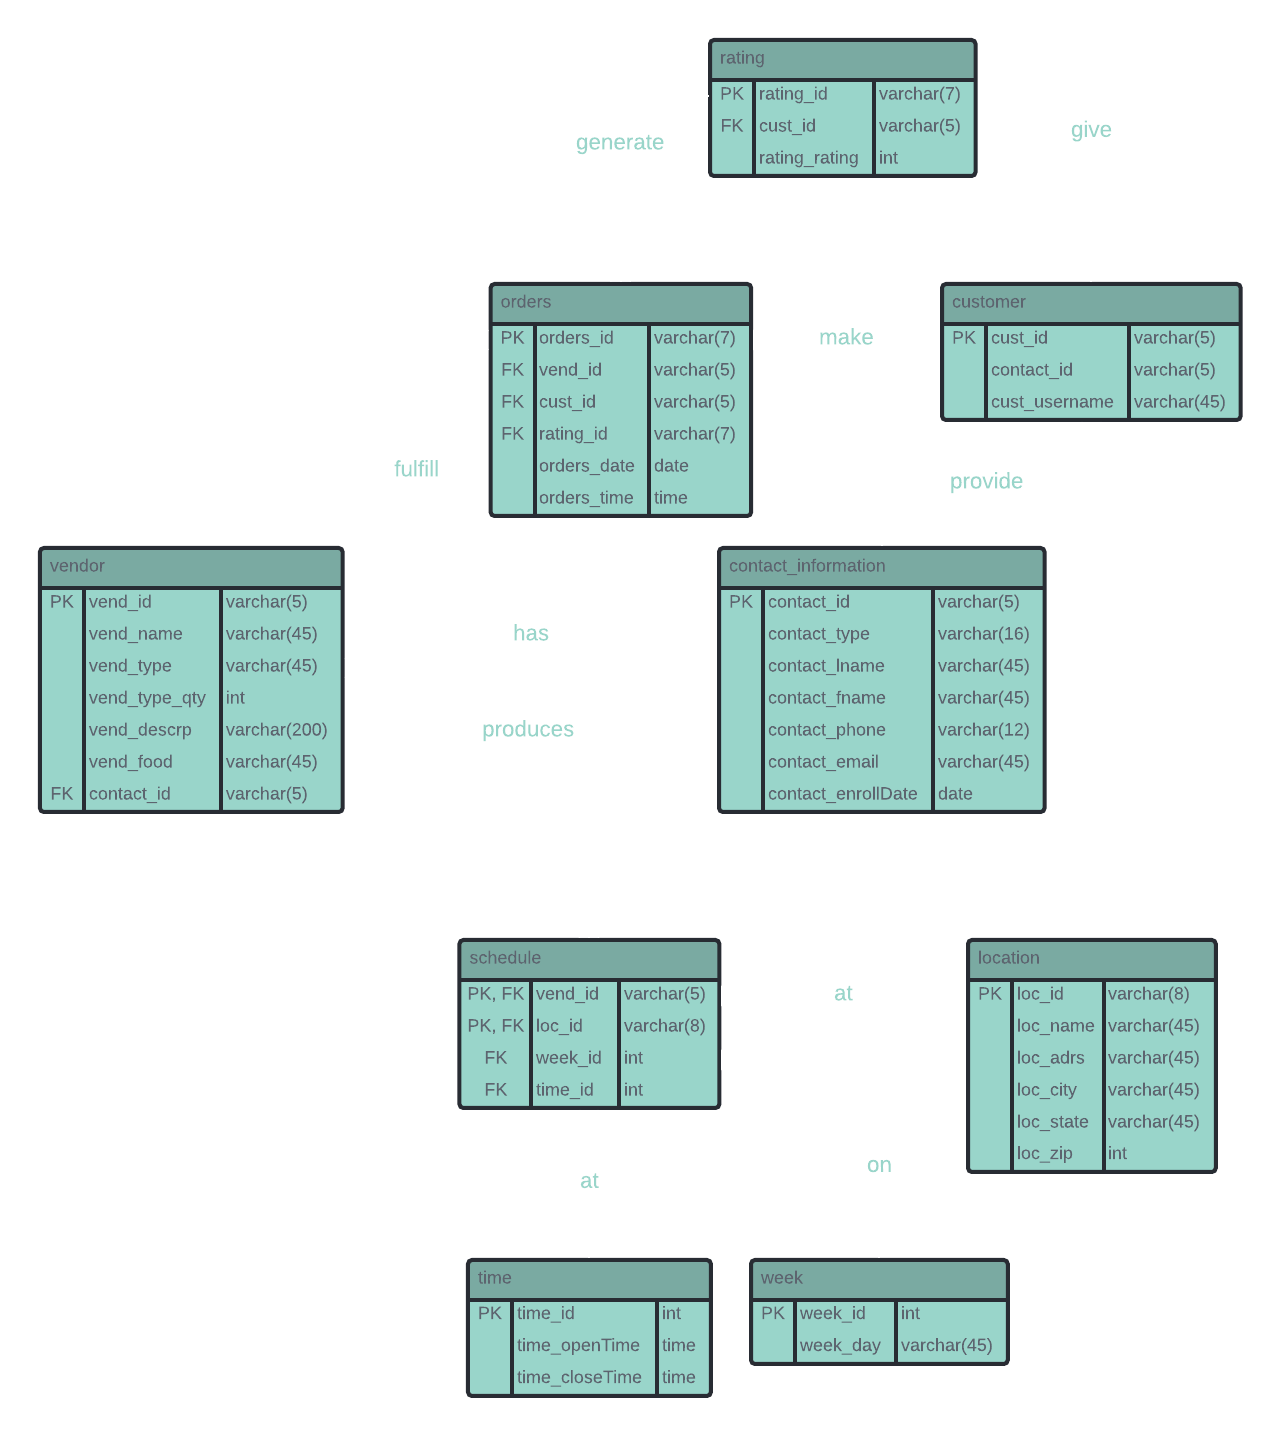 rating
PK rating_id varchar(7)
FK cust_id varchar(5)
rating_rating int
generate
give
orders
PK orders_id varchar(7)
FK vend_id varchar(5)
FK cust_id varchar(5)
FK rating_id varchar(7)
orders_date date
orders_time time
make
customer
PK cust_id varchar(5)
contact_id varchar(5)
cust_username varchar(45)
fulfill
provide
vendor
PK vend_id varchar(5)
vend_name varchar(45)
vend_type varchar(45)
vend_type_qty int
vend_descrp varchar(200)
vend_food varchar(45)
FK contact_id varchar(5)
has
produces
contact_information
PK contact_id varchar(5)
contact_type varchar(16)
contact_lname varchar(45)
contact_fname varchar(45)
contact_phone varchar(12)
contact_email varchar(45)
contact_enrollDate date
schedule
PK, FK vend_id varchar(5)
PK, FK loc_id varchar(8)
FK week_id int
FK time_id int
at
location
PK loc_id varchar(8)
loc_name varchar(45)
loc_adrs varchar(45)
loc_city varchar(45)
loc_state varchar(45)
loc_zip int
at
on
time
PK time_id int
time_openTime time
time_closeTime time
week
PK week_id int
week_day varchar(45)